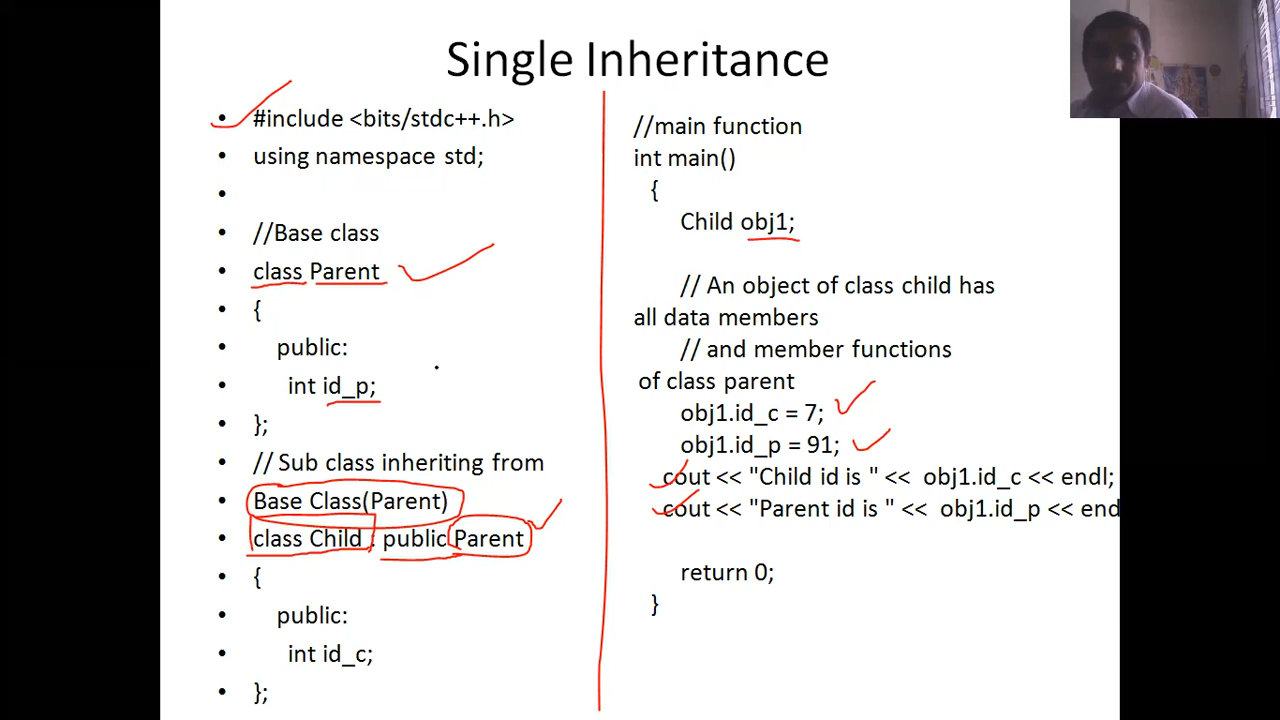 Single Inheritance
• #include <bits/stdc++.h>
• using namespace std;
•
• //Base class
• class Parent
• {
• public:
• int id_p;
• };
• // Sub class inheriting from
• Base Class(Parent)
• class Child : public Parent
• {
• public:
• int id_c;
• };
//main function
int main()
{
Child obj1;
// An object of class child has
all data members
// and member functions
of class parent
obj1.id_c = 7;
obj1.id_p = 91;
cout << "Child id is " << obj1.id_c << endl;
cout << "Parent id is " << obj1.id_p << end
return 0;
}